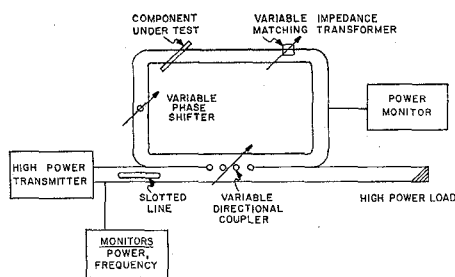 COMPONENT
UNDER TEST
VARIABLE IMPEDANCE
MATCHING TRANSFORMER
VARIABLE
PHASE
SHIFTER
POWER
MONITOR
HIGH POWER
TRANSMITTER
SLOTTED
LINE
VARIABLE
DIRECTIONAL
COUPLER
HIGH POWER LOAD
MONITORS
POWER,
FREQUENCY